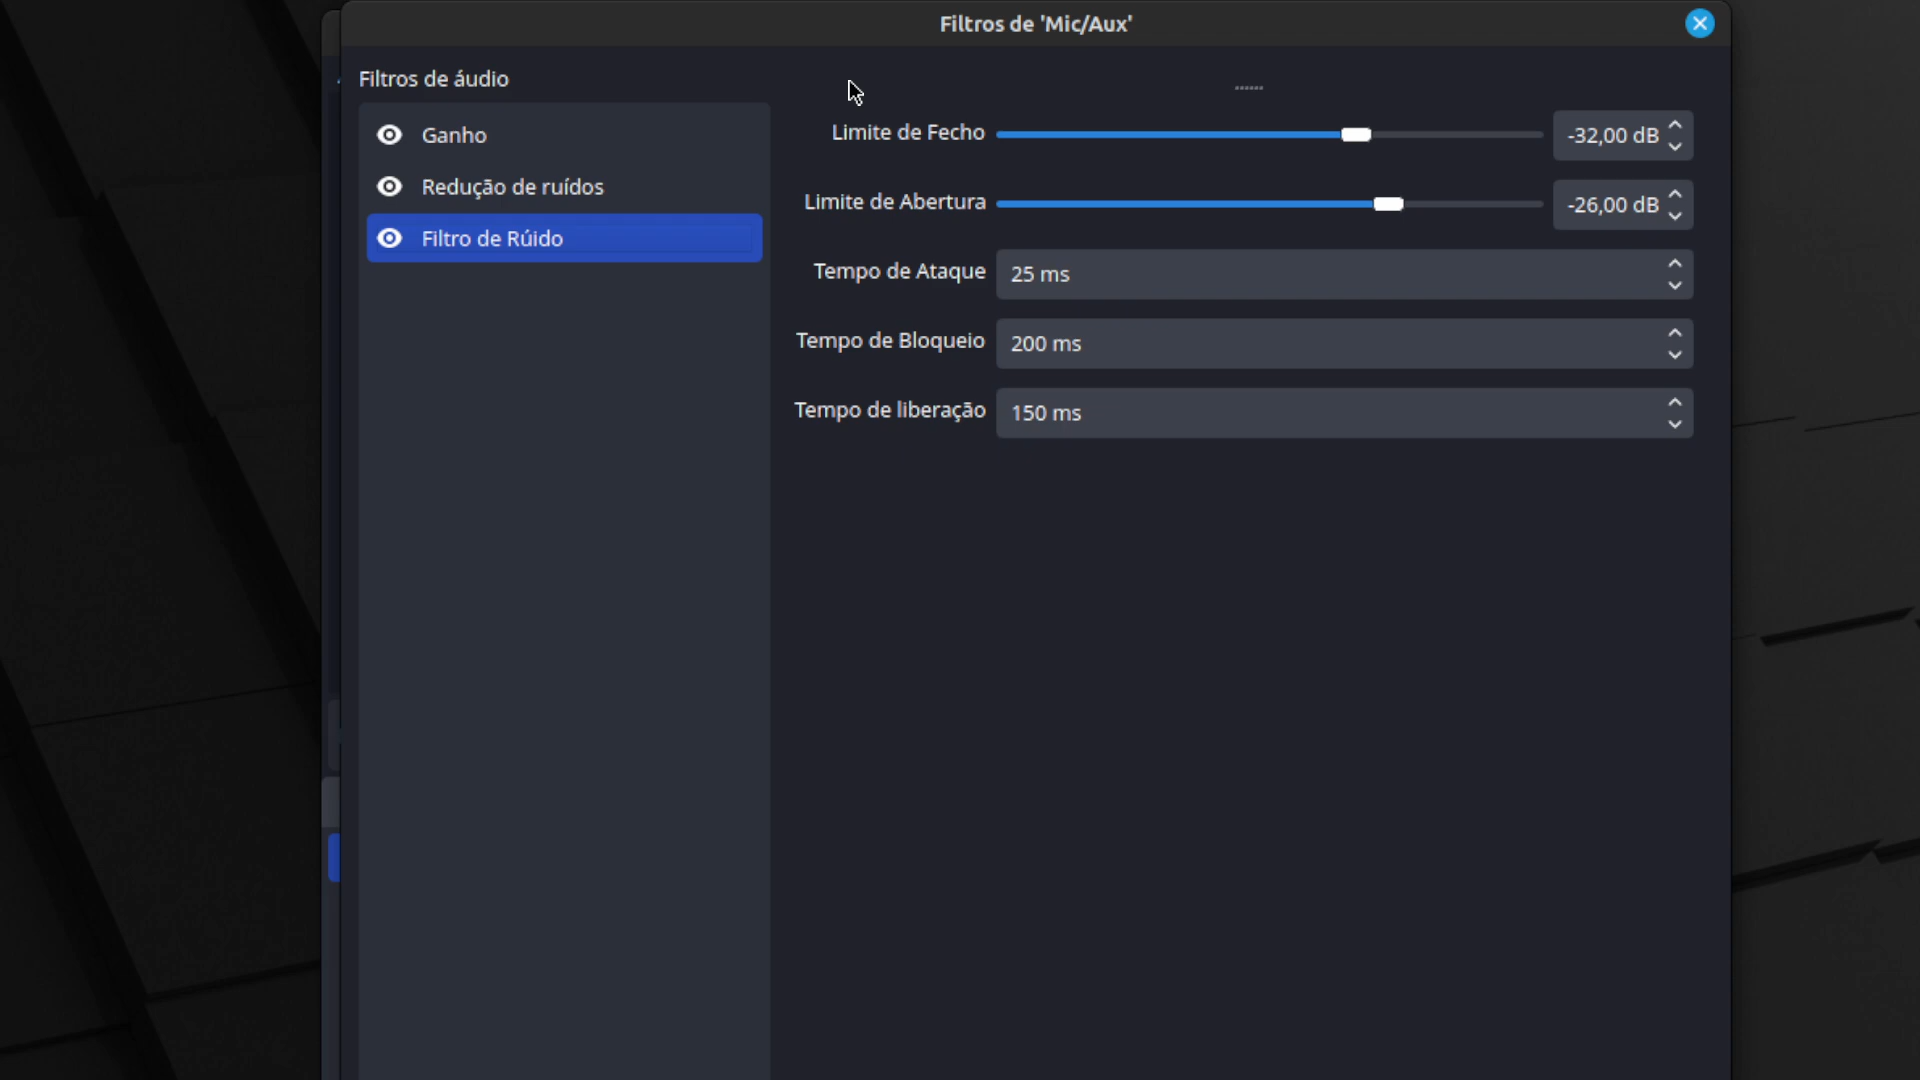 Filtros de 'Mic/Aux'
Filtros de áudio
Ganho
Redução de ruídos
Filtro de Rúido
Limite de Fecho -32,00 dB
Limite de Abertura -26,00 dB
Tempo de Ataque 25 ms
Tempo de Bloqueio 200 ms
Tempo de liberação 150 ms